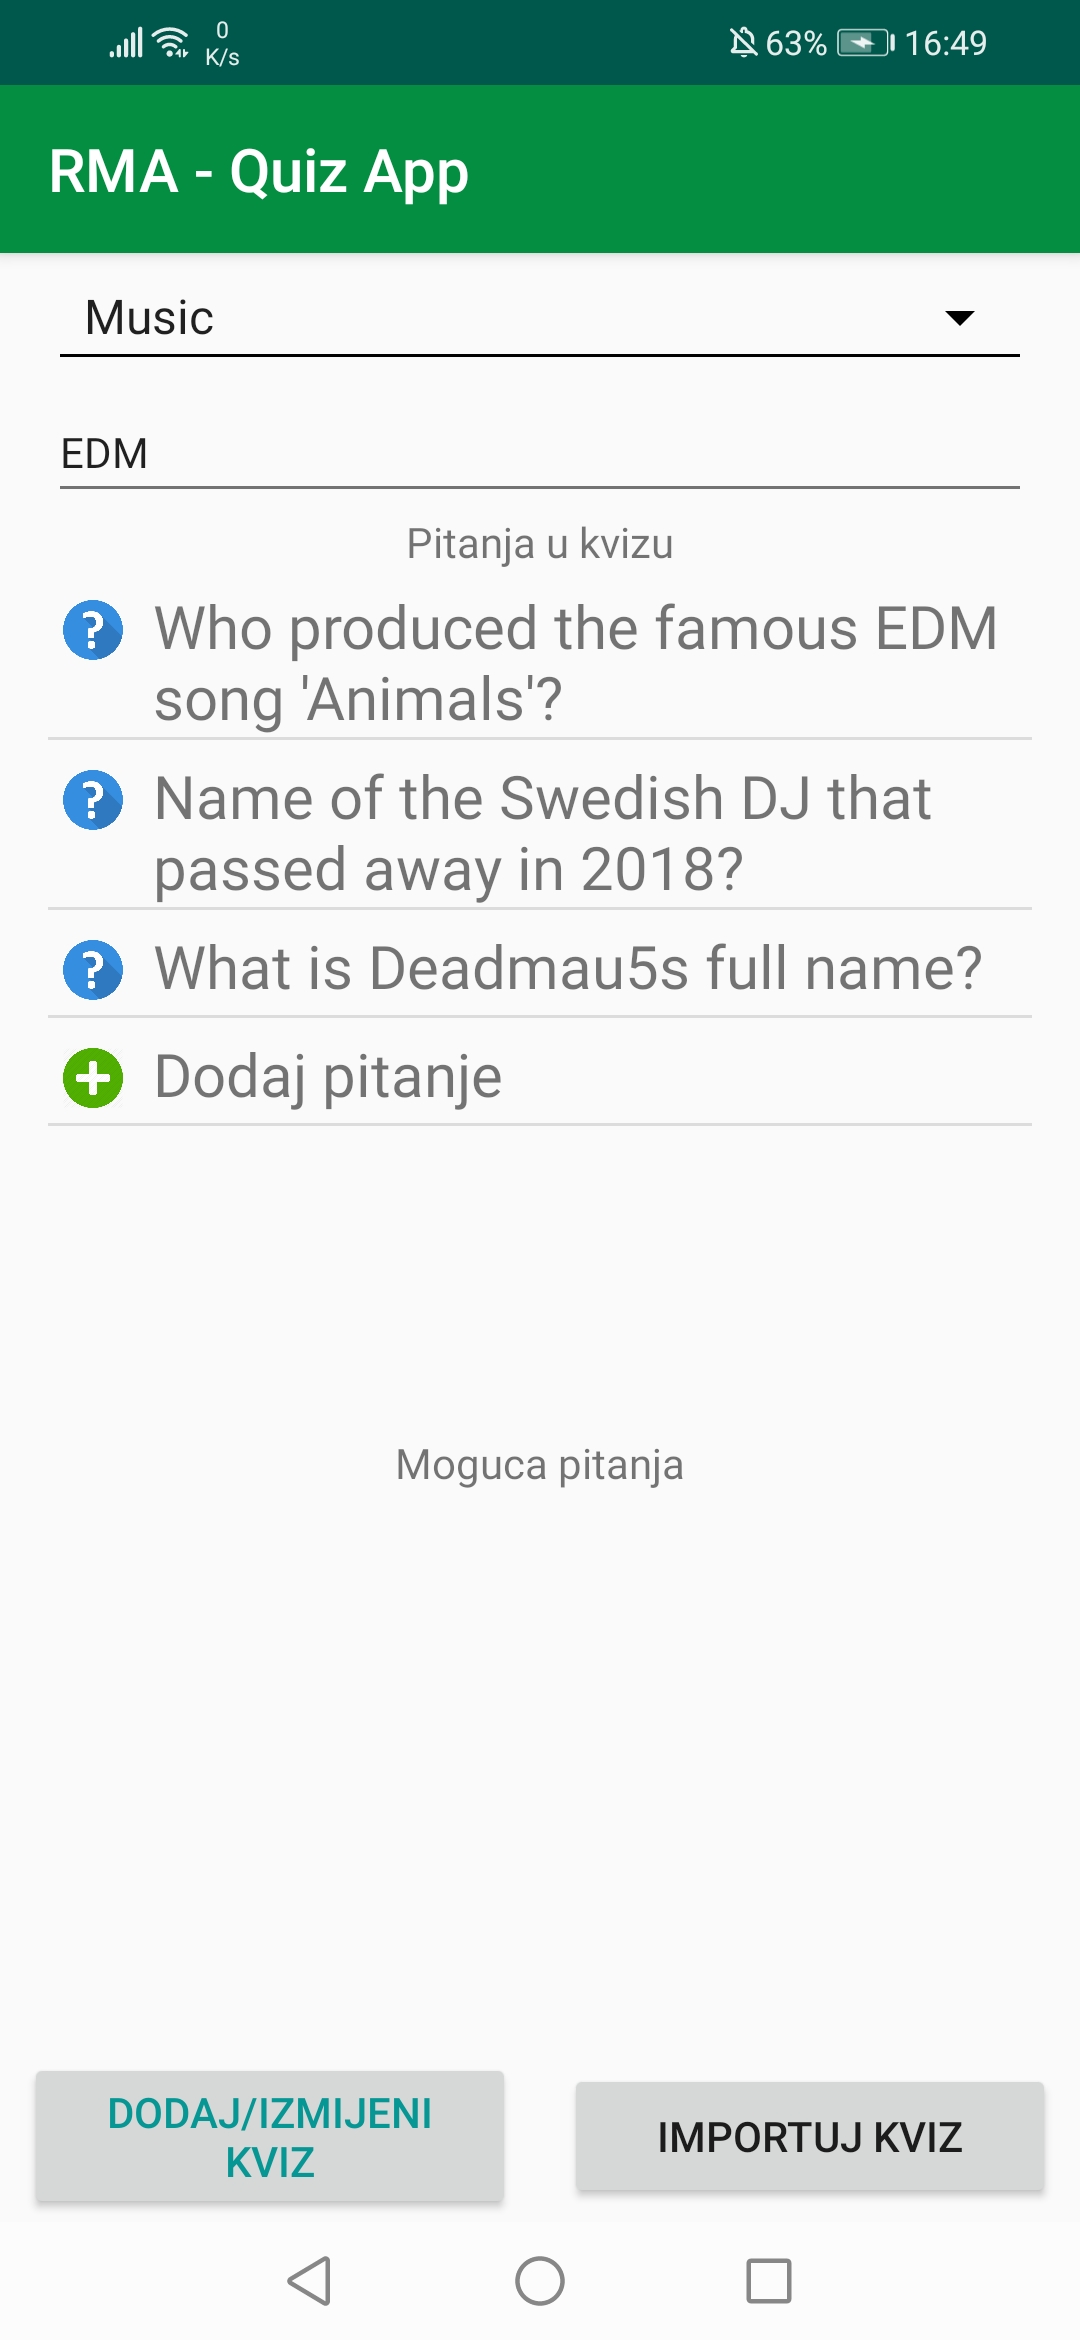 0
K/s
63%
16:49
RMA - Quiz App
Music
EDM
Pitanja u kvizu
Who produced the famous EDM
song 'Animals'?
Name of the Swedish DJ that
passed away in 2018?
What is Deadmau5s full name?
Dodaj pitanje
Moguca pitanja
DODAJ/IZMIJENI
KVIZ
IMPORTUJ KVIZ